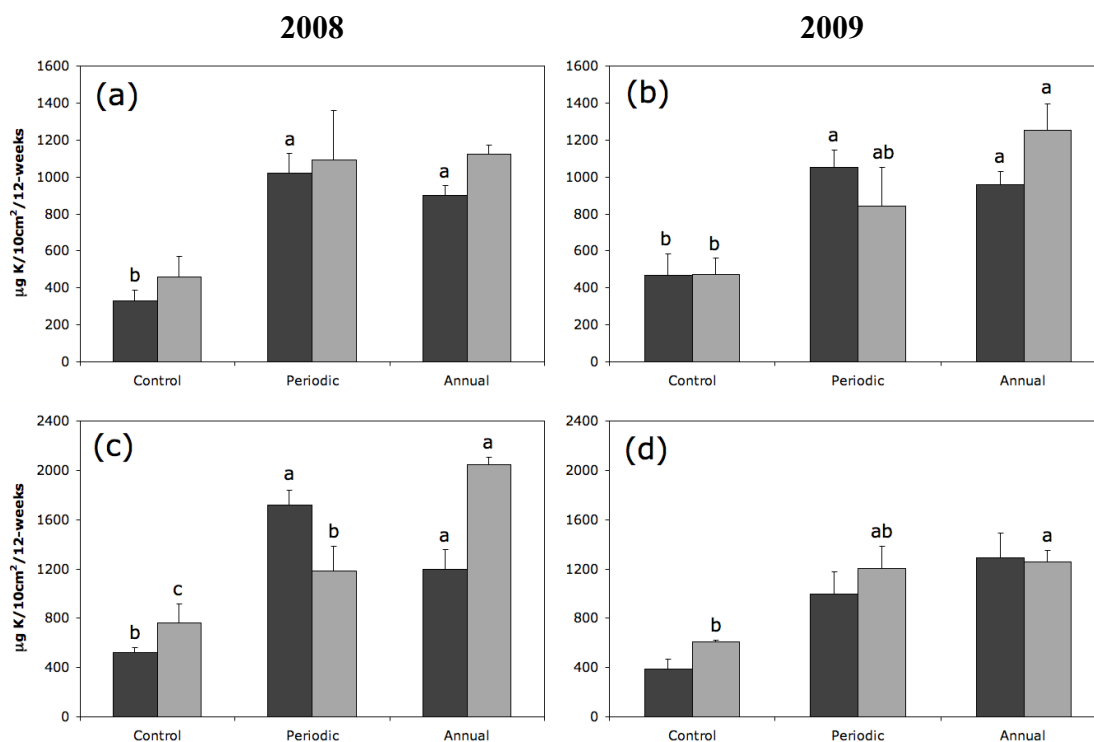 2008 2009
(a)
μg K/10cm²/12-weeks
1600
1400
1200
1000
800
600
400
200
0
b
a
a
Control Periodic Annual
(b)
1600
1400
1200
1000
800
600
400
200
0
b b
a ab
a a
Control Periodic Annual
(c)
μg K/10cm²/12-weeks
2400
2000
1600
1200
800
400
0
b c
a b
a a
Control Periodic Annual
(d)
2400
2000
1600
1200
800
400
0
b
ab
a
Control Periodic Annual